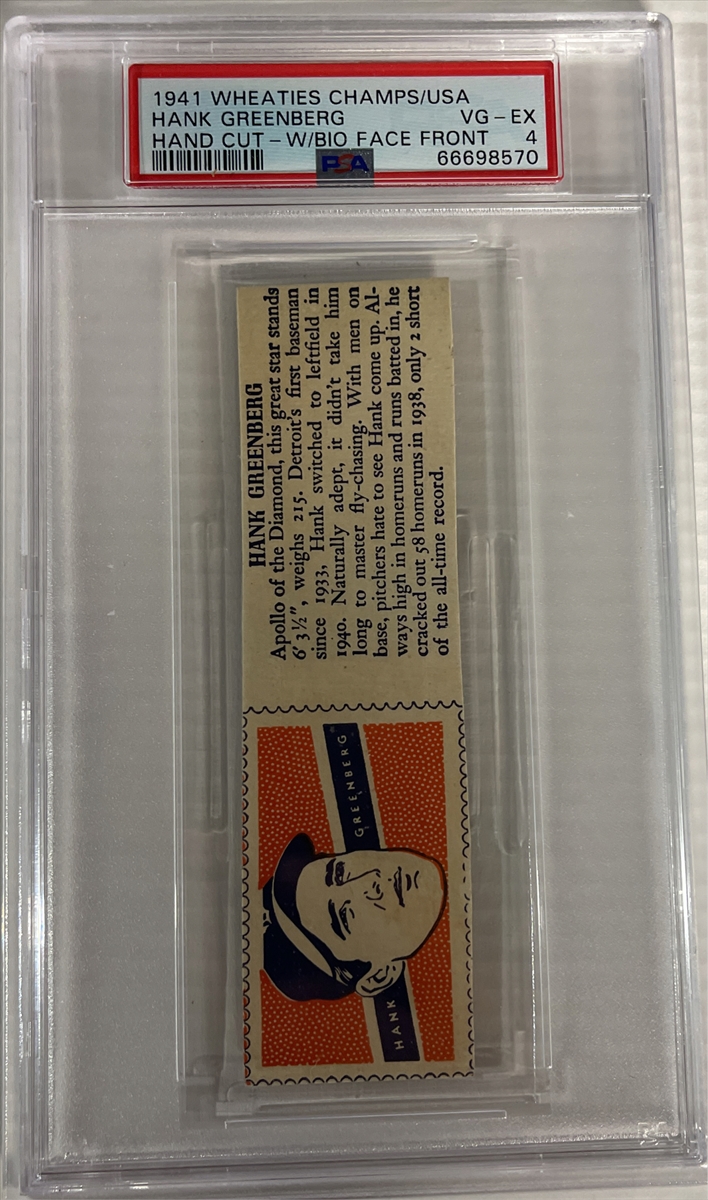 1941 WHEATIES CHAMPS/USA
HANK GREENBERG VG – EX
HAND CUT – W/BIO FACE FRONT 4
PSA 66698570
HANK GREENBERG
Apollo of the Diamond, this great star stands
6' 3½", weighs 215. Detroit's first baseman
since 1933, Hank switched to leftfield in
1940. Naturally adept, it didn't take him
long to master fly-chasing. With men on
base, pitchers hate to see Hank come up. Al-
ways high in homeruns and runs batted in, he
cracked out 58 homeruns in 1938, only 2 short
of the all-time record.
HANK GREENBERG